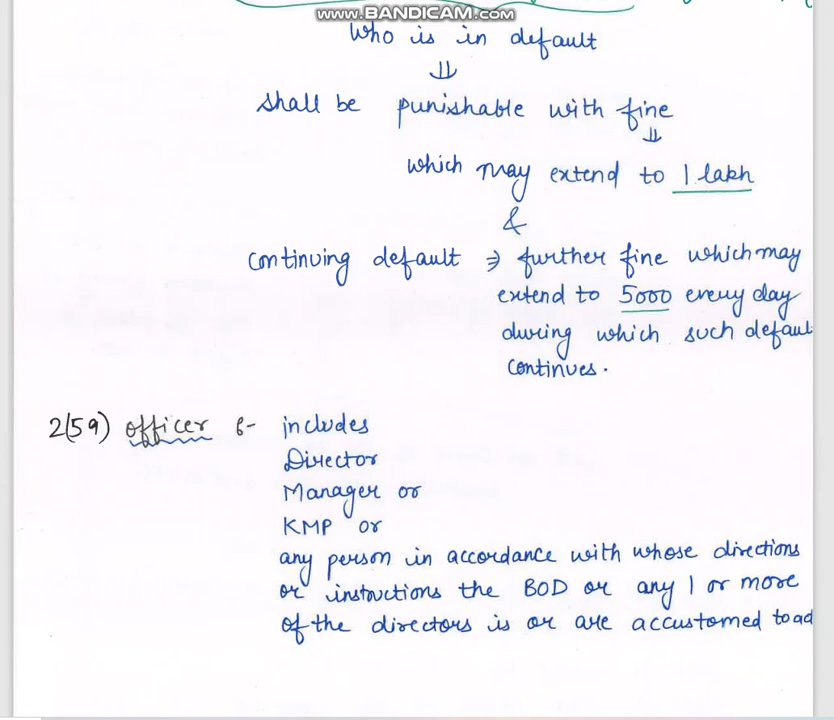 www.BANDICAM.com
Who is in default
⇓
shall be punishable with fine
⇓
which may extend to 1 lakh
&
continuing default ⇒ further fine which may
extend to 5000 every day
during which such defaul
continues.
2(59) officer :- includes
Director
Manager or
KMP or
any person in accordance with whose directions
or instructions the BOD or any 1 or more
of the directors is or are accustomed to ac